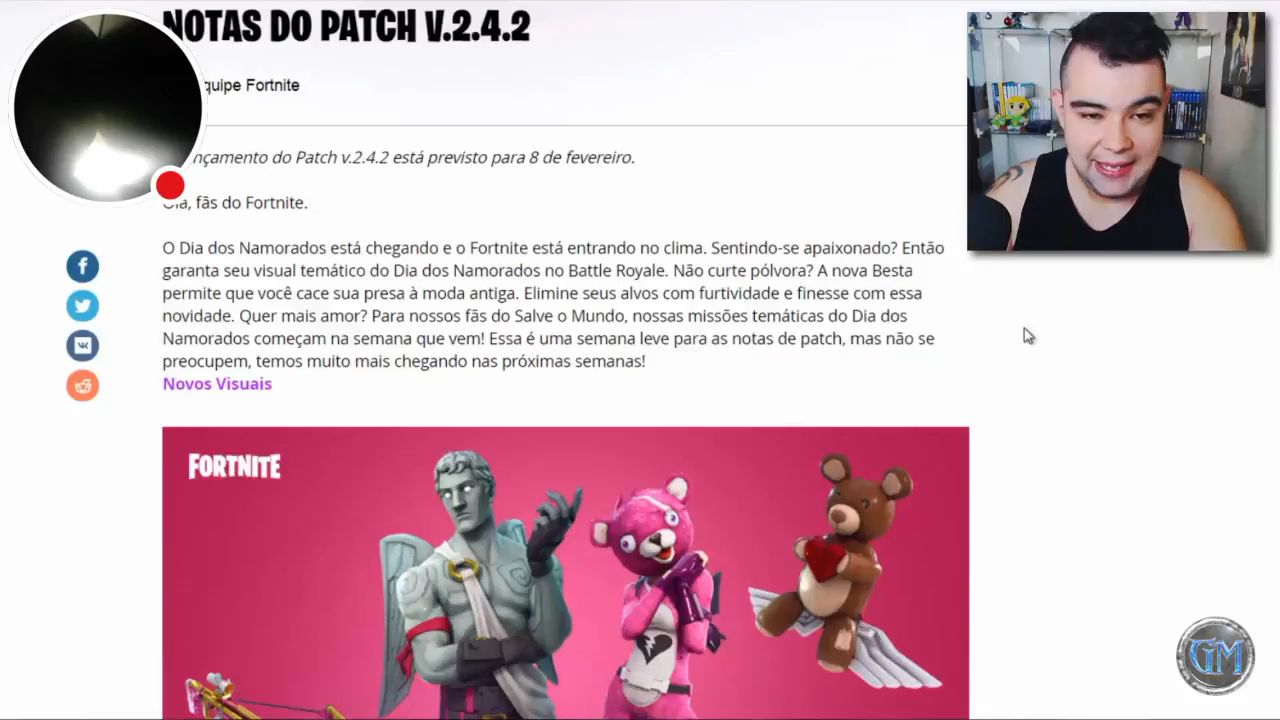 NOTAS DO PATCH V.2.4.2
quipe Fortnite
nçamento do Patch v.2.4.2 está previsto para 8 de fevereiro.
Olá, fãs do Fortnite.
O Dia dos Namorados está chegando e o Fortnite está entrando no clima. Sentindo-se apaixonado? Então
garanta seu visual temático do Dia dos Namorados no Battle Royale. Não curte pólvora? A nova Besta
permite que você cace sua presa à moda antiga. Elimine seus alvos com furtividade e finesse com essa
novidade. Quer mais amor? Para nossos fãs do Salve o Mundo, nossas missões temáticas do Dia dos
Namorados começam na semana que vem! Essa é uma semana leve para as notas de patch, mas não se
preocupem, temos muito mais chegando nas próximas semanas!
Novos Visuais
FORTNITE
GM